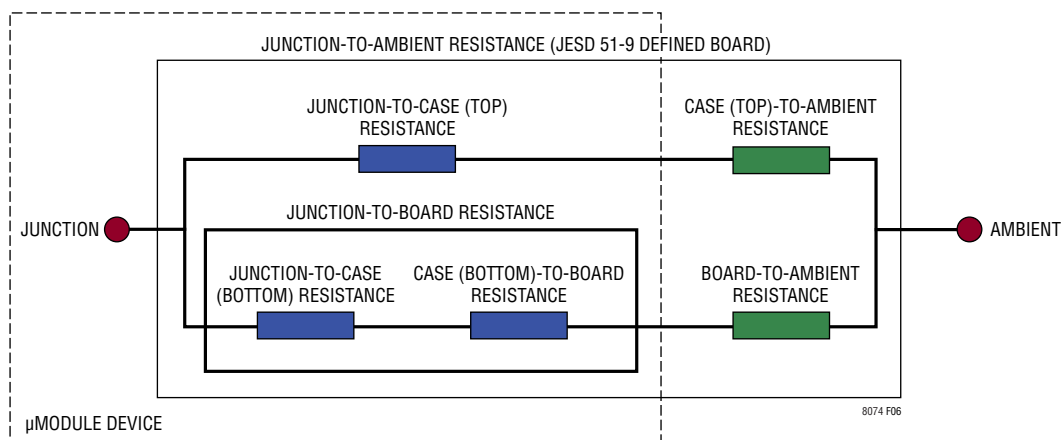 JUNCTION-TO-AMBIENT RESISTANCE (JESD 51-9 DEFINED BOARD)
JUNCTION-TO-CASE (TOP)
RESISTANCE
CASE (TOP)-TO-AMBIENT
RESISTANCE
JUNCTION-TO-BOARD RESISTANCE
JUNCTION
AMBIENT
JUNCTION-TO-CASE
(BOTTOM) RESISTANCE
CASE (BOTTOM)-TO-BOARD
RESISTANCE
BOARD-TO-AMBIENT
RESISTANCE
8074 F06
µMODULE DEVICE